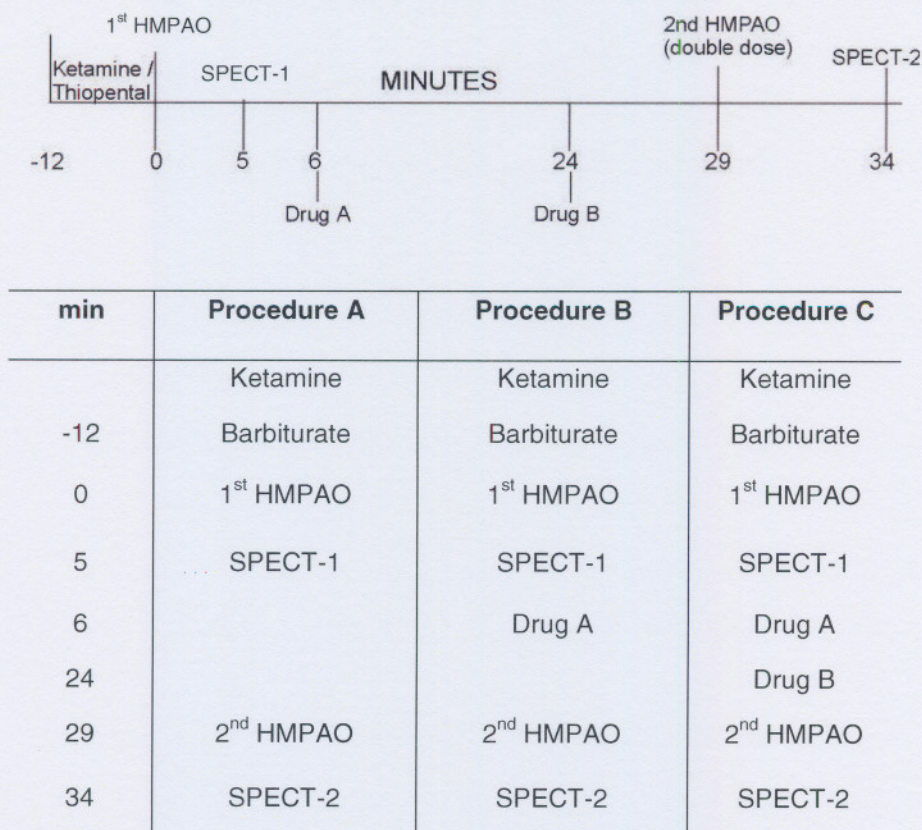 1st HMPAO
2nd HMPAO
(double dose)
SPECT-2
Ketamine /
Thiopental
SPECT-1
MINUTES
-12 0 5 6 24 29 34
Drug A Drug B
min Procedure A Procedure B Procedure C
Ketamine Ketamine Ketamine
-12 Barbiturate Barbiturate Barbiturate
0 1st HMPAO 1st HMPAO 1st HMPAO
5 SPECT-1 SPECT-1 SPECT-1
6 Drug A Drug A
24 Drug B
29 2nd HMPAO 2nd HMPAO 2nd HMPAO
34 SPECT-2 SPECT-2 SPECT-2